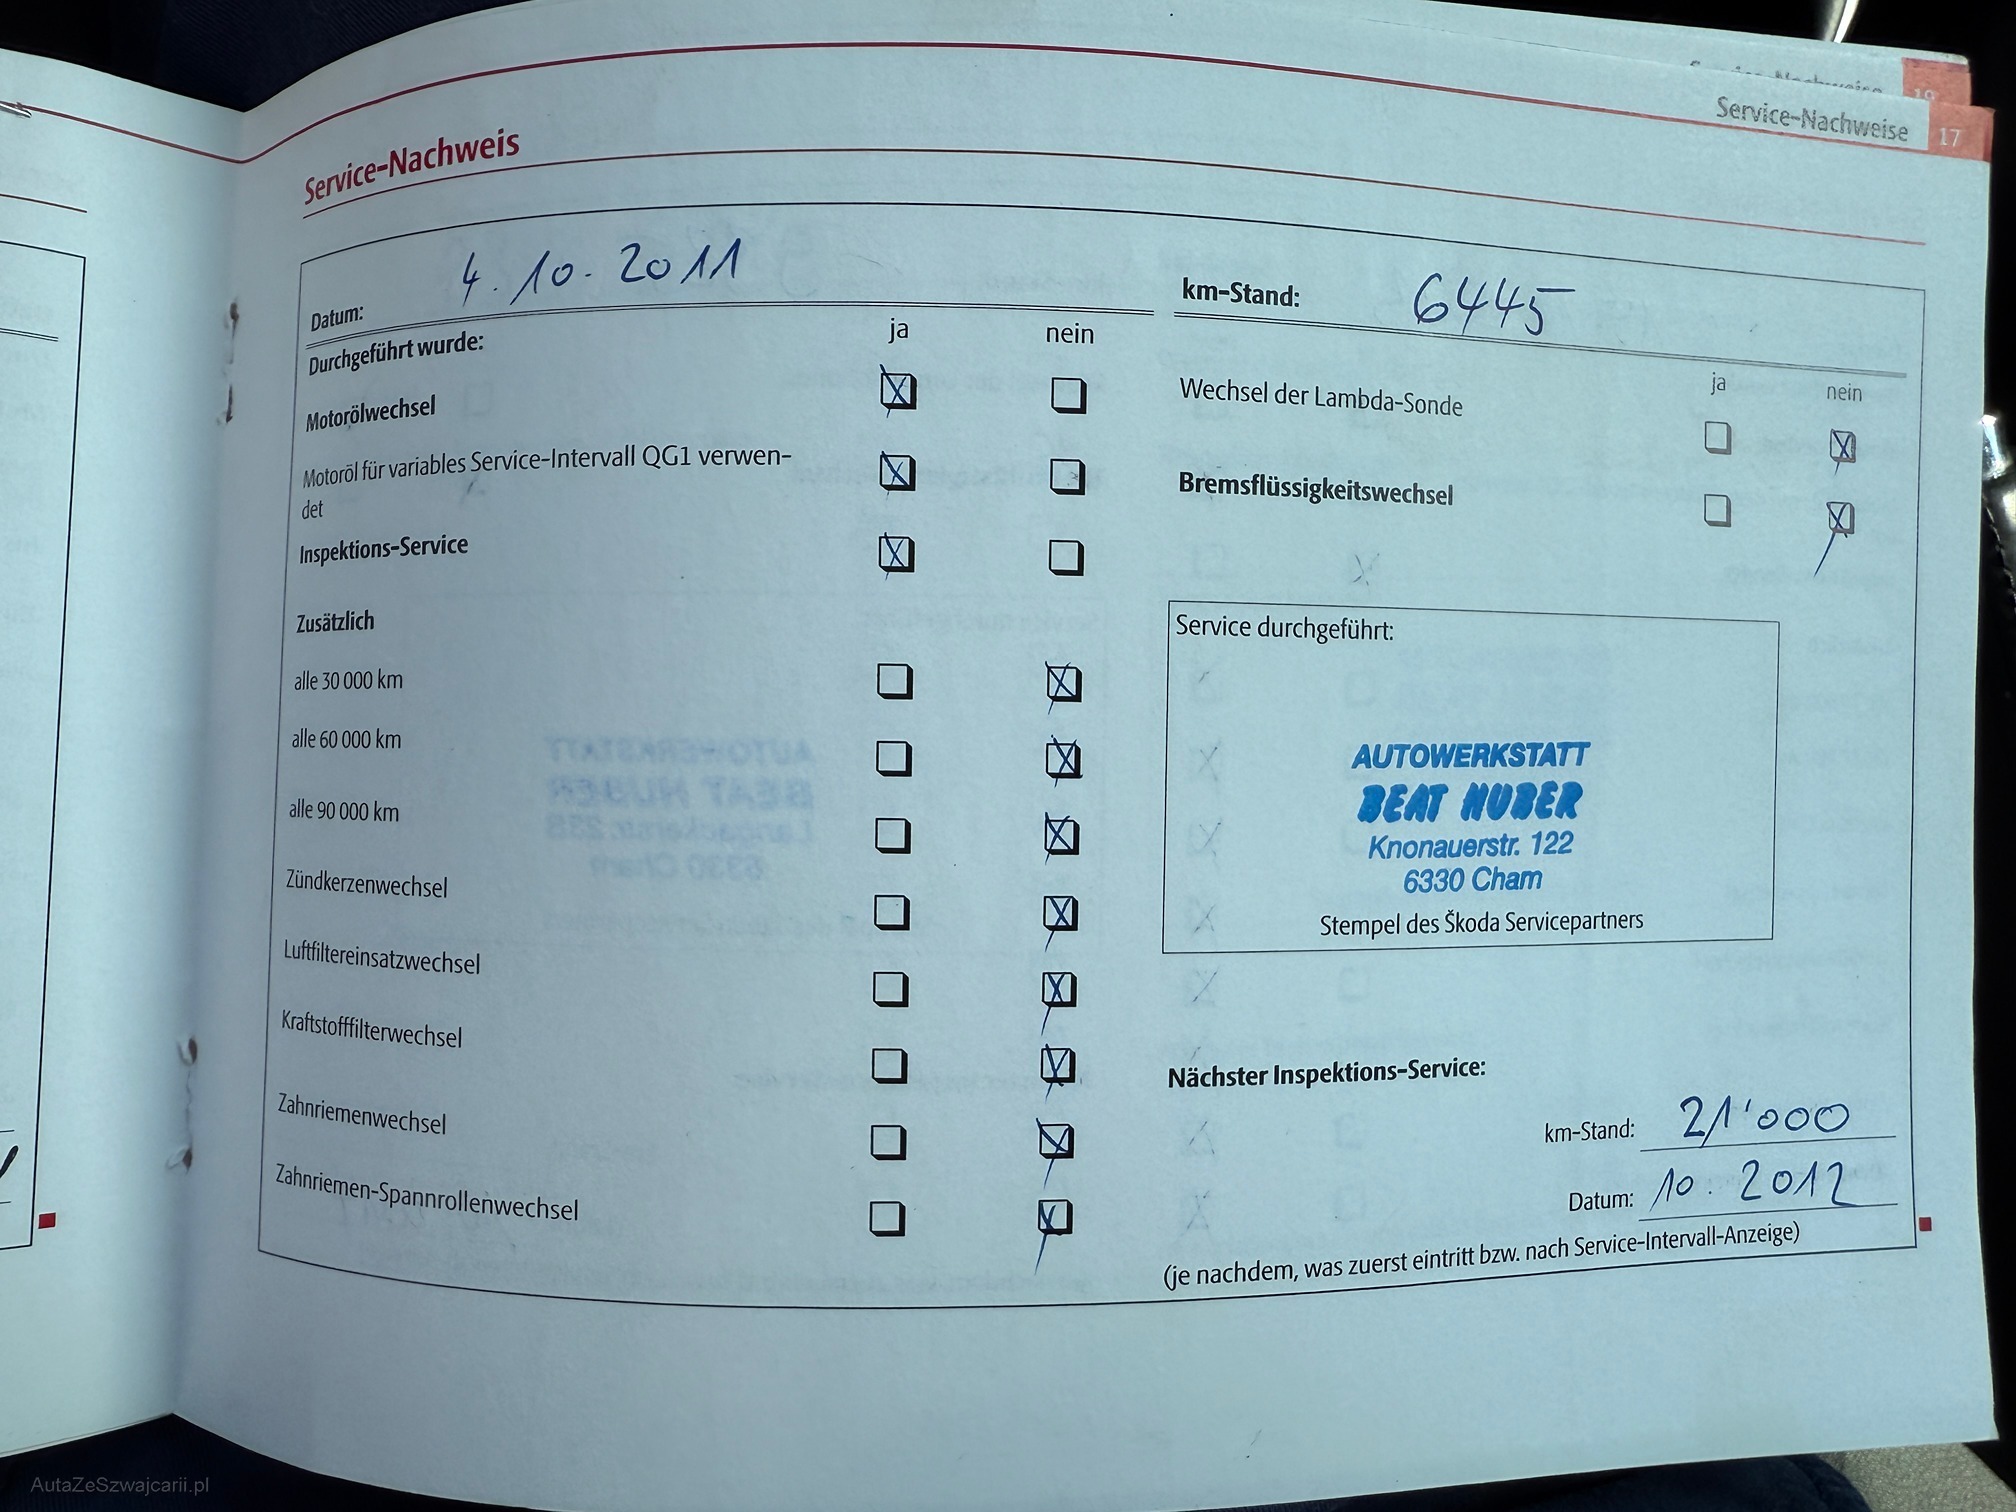 Service-Nachweise 17
Service-Nachweis
Datum: 4.10.2011
km-Stand: 6445
Durchgeführt wurde: ja nein
Motorölwechsel
Motoröl für variables Service-Intervall QG1 verwen-
det
Inspektions-Service
Zusätzlich
alle 30 000 km
alle 60 000 km
alle 90 000 km
Zündkerzenwechsel
Luftfiltereinsatzwechsel
Kraftstofffilterwechsel
Zahnriemenwechsel
Zahnriemen-Spannrollenwechsel
ja nein
Wechsel der Lambda-Sonde
Bremsflüssigkeitswechsel
Service durchgeführt:
AUTOWERKSTATT
BEAT HUBER
Knonauerstr. 122
6330 Cham
Stempel des Škoda Servicepartners
Nächster Inspektions-Service:
km-Stand: 21'000
Datum: 10.2012
(je nachdem, was zuerst eintritt bzw. nach Service-Intervall-Anzeige)
AutaZeSzwajcarii.pl